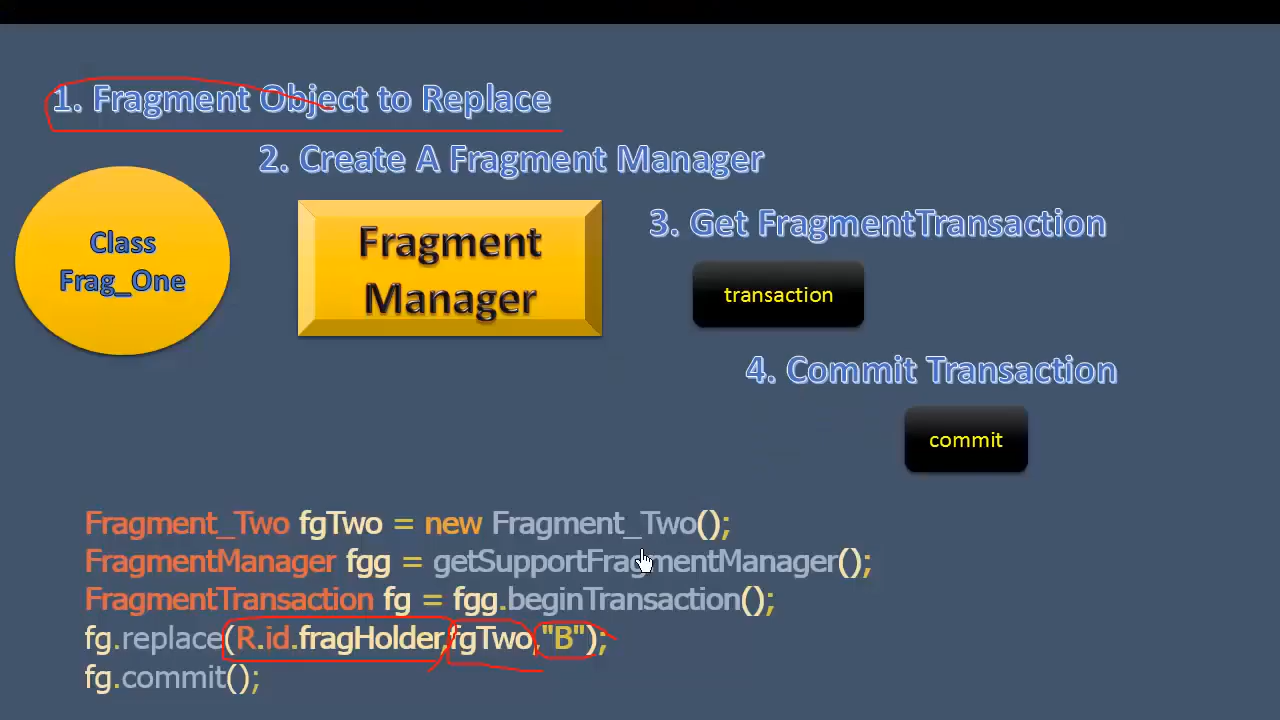 1. Fragment Object to Replace
2. Create A Fragment Manager
Class
Frag_One
Fragment
Manager
3. Get FragmentTransaction
transaction
4. Commit Transaction
commit
Fragment_Two fgTwo = new Fragment_Two();
FragmentManager fgg = getSupportFragmentManager();
FragmentTransaction fg = fgg.beginTransaction();
fg.replace(R.id.fragHolder,fgTwo,"B");
fg.commit();